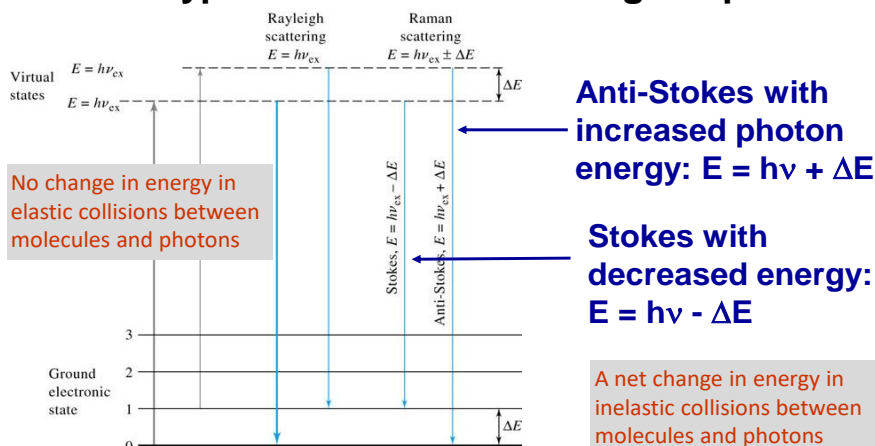 Rayleigh
scattering
E = hνex
Raman
scattering
E = hνex ± ΔE
Virtual
states
E = hνex
E = hνex
ΔE
Anti-Stokes with
increased photon
energy: E = hν + ΔE
No change in energy in
elastic collisions between
molecules and photons
Stokes, E = hνex − ΔE
Anti-Stokes, E = hνex + ΔE
Stokes with
decreased energy:
E = hν - ΔE
3
2
1
0
Ground
electronic
state
ΔE
A net change in energy in
inelastic collisions between
molecules and photons